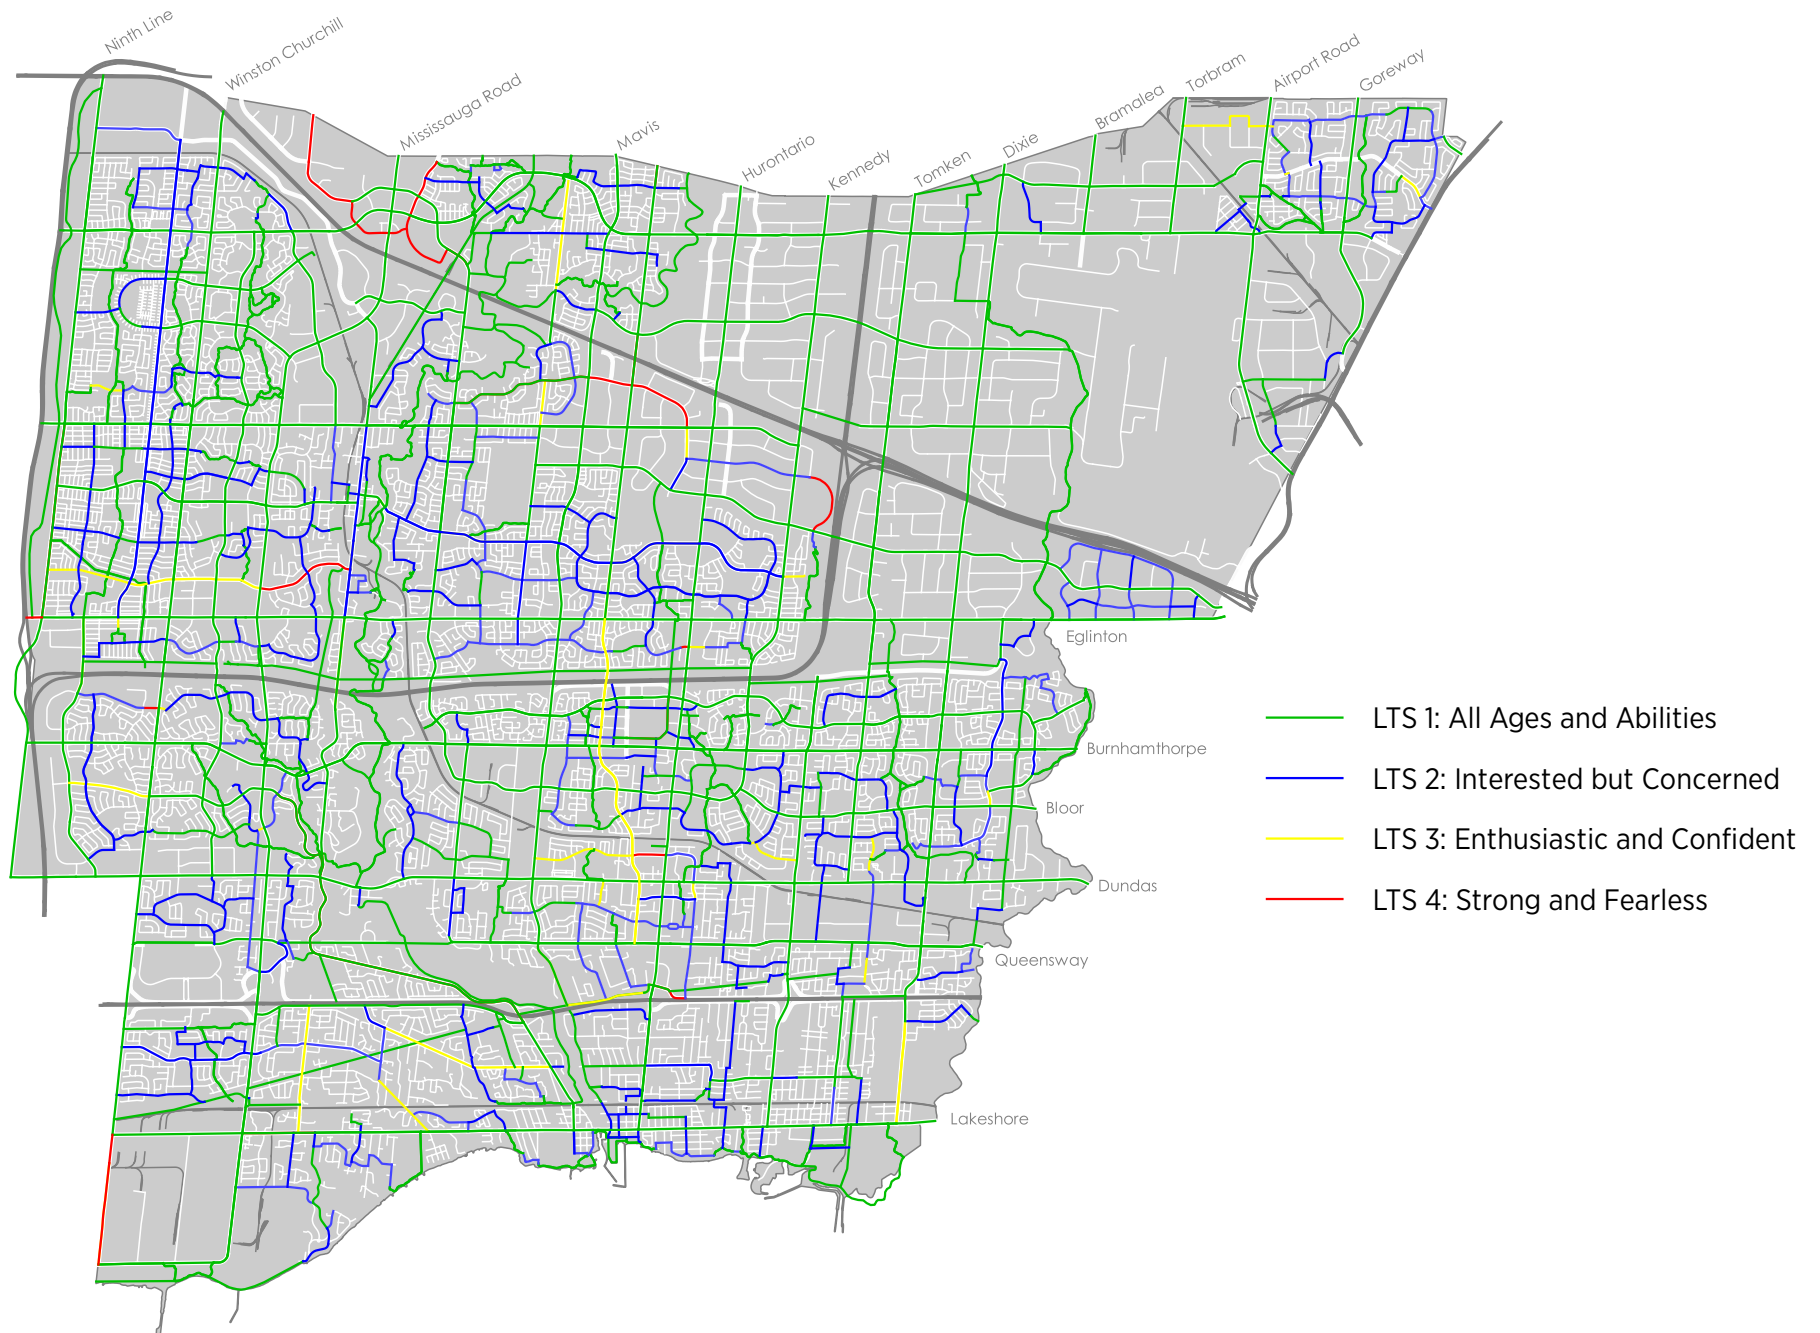 Ninth Line
Winston Churchill
Mississauga Road
Mavis
Hurontario
Kennedy
Tomken
Dixie
Bramalea
Torbram
Airport Road
Goreway
Eglinton
LTS 1: All Ages and Abilities
Burnhamthorpe
LTS 2: Interested but Concerned
Bloor
LTS 3: Enthusiastic and Confident
Dundas
LTS 4: Strong and Fearless
Queensway
Lakeshore